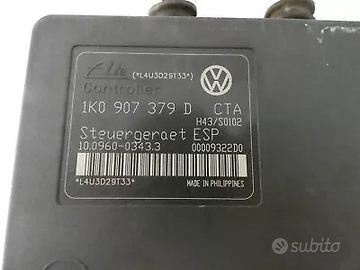 Ate (*L4U3D29T33*)
Controller
1K0 907 379 D CTA
H43/S0102
Steuergeraet ESP
10.0960-0343.3 00009322D0
*L4U3D29T33*
MADE IN PHILIPPINES
subito